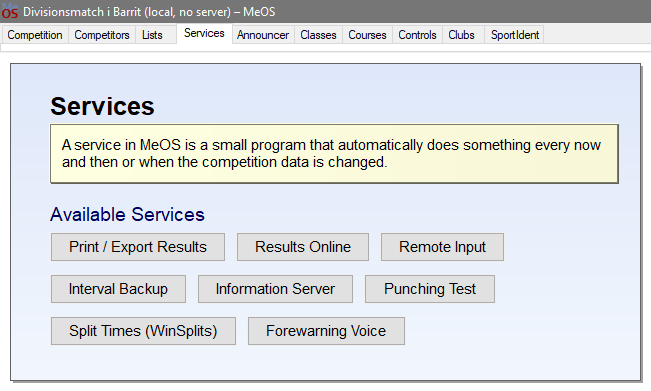 MeOS Divisionsmatch i Barrit (local, no server) – MeOS
Competition Competitors Lists Services Announcer Classes Courses Controls Clubs SportIdent
Services
A service in MeOS is a small program that automatically does something every now
and then or when the competition data is changed.
Available Services
Print / Export Results Results Online Remote Input
Interval Backup Information Server Punching Test
Split Times (WinSplits) Forewarning Voice